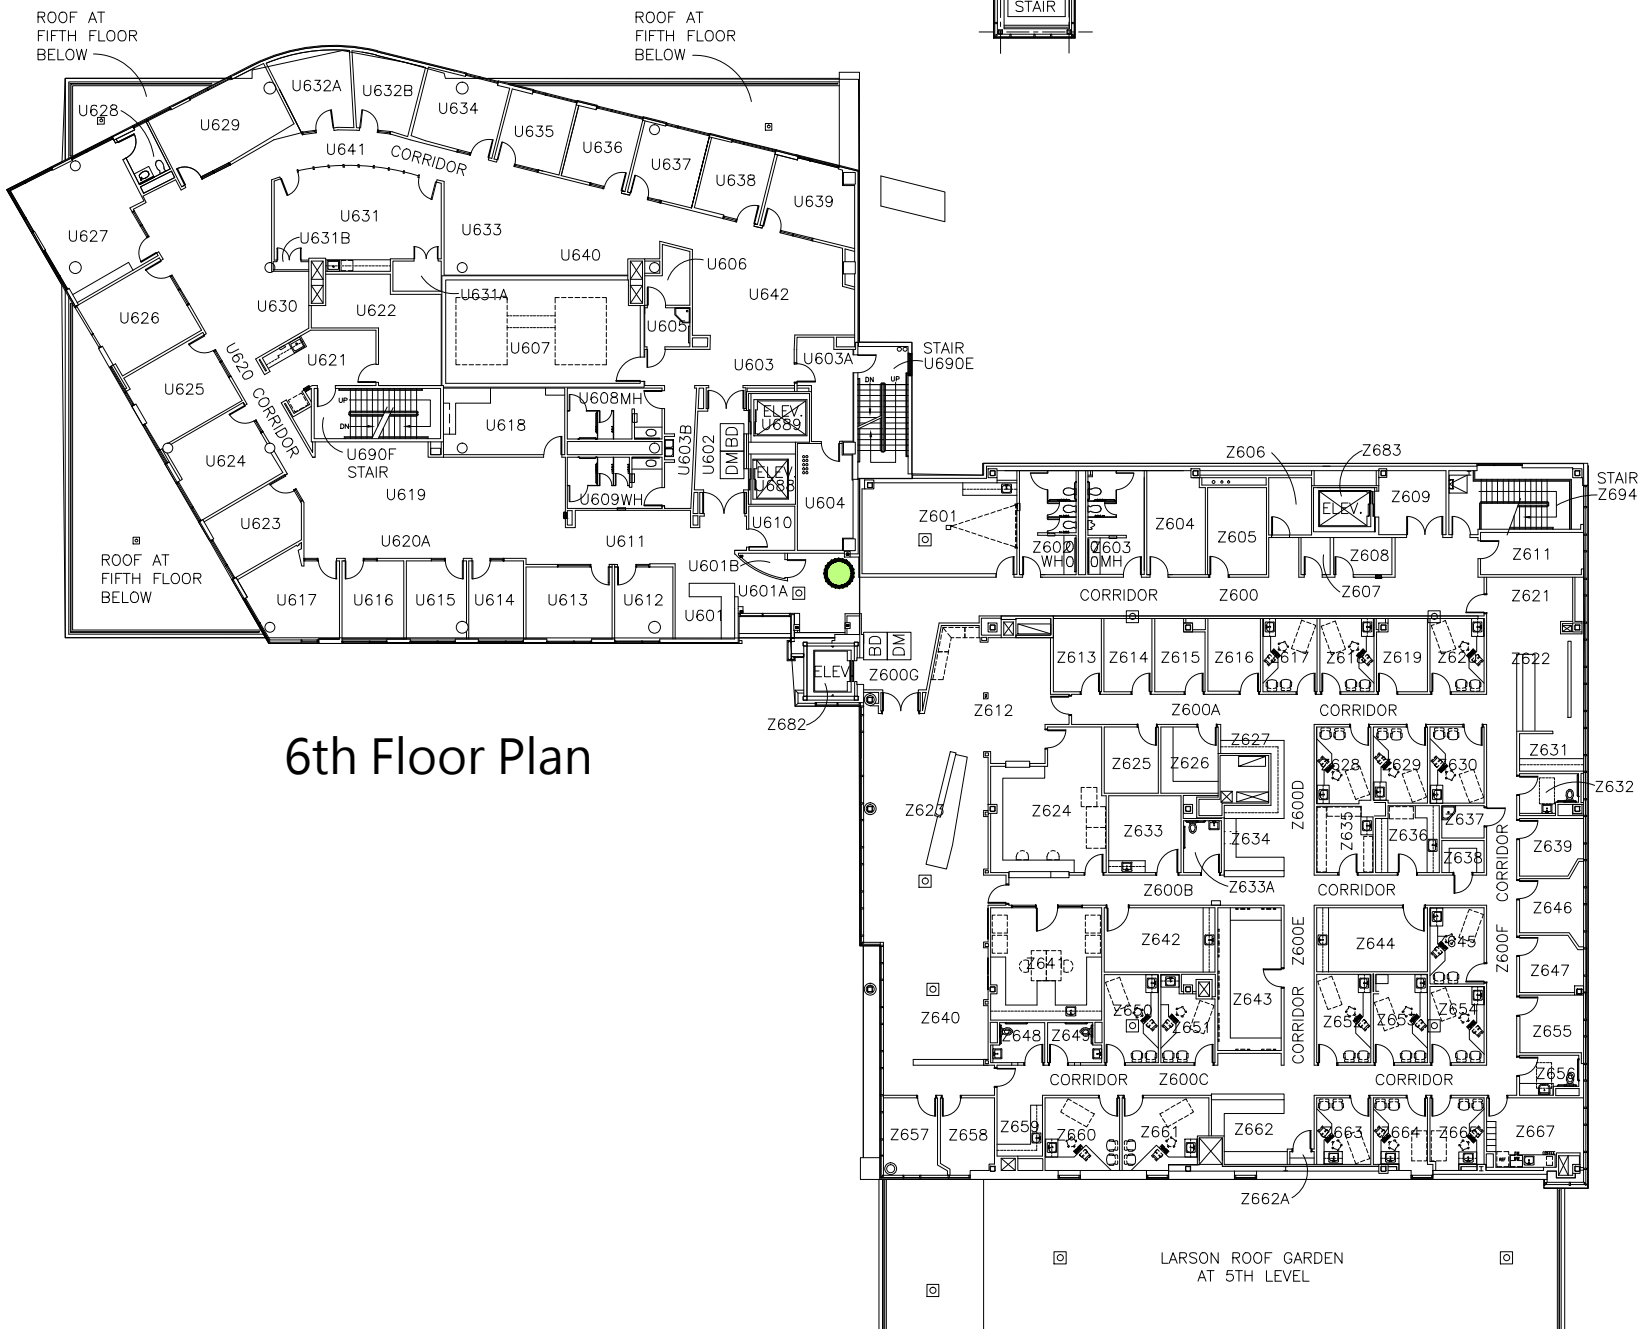 STAIR
ROOF AT
FIFTH FLOOR
BELOW
ROOF AT
FIFTH FLOOR
BELOW
U628
U629
U632A
U632B
U634
U635
U636
U637
U638
U639
U641
CORRIDOR
U627
U631
U631B
U633
U640
U606
U642
U626
U630
U622
U631A
U605
U607
U603
U603A
STAIR
U690E
DN
UP
U625
U620 CORRIDOR
U621
UP
DN
U690F
STAIR
U618
U608MH
U609WH
U603B
U602
BD
DM
ELEV.
U689
ELEV.
U688
U604
U610
U624
U619
U623
U620A
U611
U601B
U601A
U601
ROOF AT
FIFTH FLOOR
BELOW
U617
U616
U615
U614
U613
U612
Z606
Z683
STAIR
Z694
Z601
Z602
WH
Z603
MH
Z604
Z605
ELEV.
Z609
Z608
Z607
Z611
CORRIDOR
Z600
Z621
BD
DM
Z600G
ELEV
Z682
Z612
Z613
Z614
Z615
Z616
Z617
Z618
Z619
Z620
Z622
Z600A
CORRIDOR
6th Floor Plan
Z623
Z624
Z625
Z626
Z627
Z628
Z629
Z630
Z631
Z632
Z600D
Z633
Z634
Z635
Z636
Z637
Z638
Z639
Z633A
Z600B
CORRIDOR
CORRIDOR
Z600F
Z646
Z641
Z642
Z600E
Z644
Z645
Z647
Z643
CORRIDOR
Z640
Z648
Z649
Z650
Z651
Z652
Z653
Z654
Z655
Z656
CORRIDOR
Z600C
CORRIDOR
Z657
Z658
Z659
Z660
Z661
Z662
Z663
Z664
Z665
Z667
REF
Z662A
LARSON ROOF GARDEN
AT 5TH LEVEL